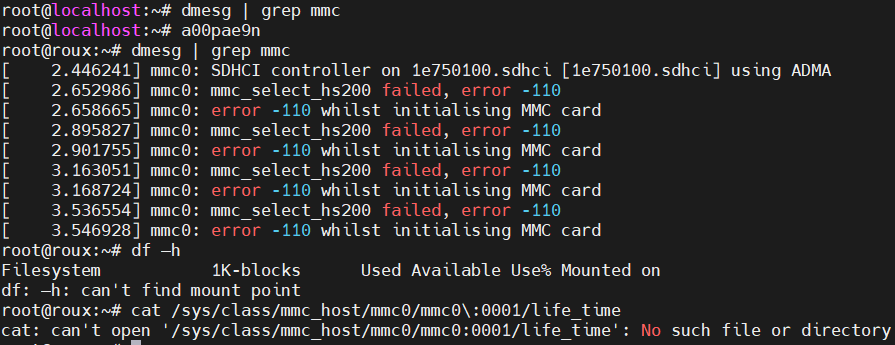 root@localhost:~# dmesg | grep mmc
root@localhost:~# a00pae9n
root@roux:~# dmesg | grep mmc
[    2.446241] mmc0: SDHCI controller on 1e750100.sdhci [1e750100.sdhci] using ADMA
[    2.652986] mmc0: mmc_select_hs200 failed, error -110
[    2.658665] mmc0: error -110 whilst initialising MMC card
[    2.895827] mmc0: mmc_select_hs200 failed, error -110
[    2.901755] mmc0: error -110 whilst initialising MMC card
[    3.163051] mmc0: mmc_select_hs200 failed, error -110
[    3.168724] mmc0: error -110 whilst initialising MMC card
[    3.536554] mmc0: mmc_select_hs200 failed, error -110
[    3.546928] mmc0: error -110 whilst initialising MMC card
root@roux:~# df –h
Filesystem           1K-blocks      Used Available Use% Mounted on
df: –h: can't find mount point
root@roux:~# cat /sys/class/mmc_host/mmc0/mmc0\:0001/life_time
cat: can't open '/sys/class/mmc_host/mmc0/mmc0:0001/life_time': No such file or directory